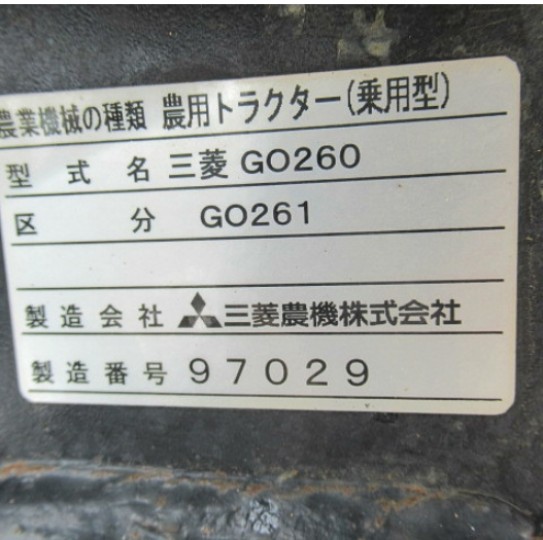 農業機械の種類 農用トラクター(乗用型)
型式名 三菱 GO260
区分 GO261
製造会社 三菱農機株式会社
製造番号 97029